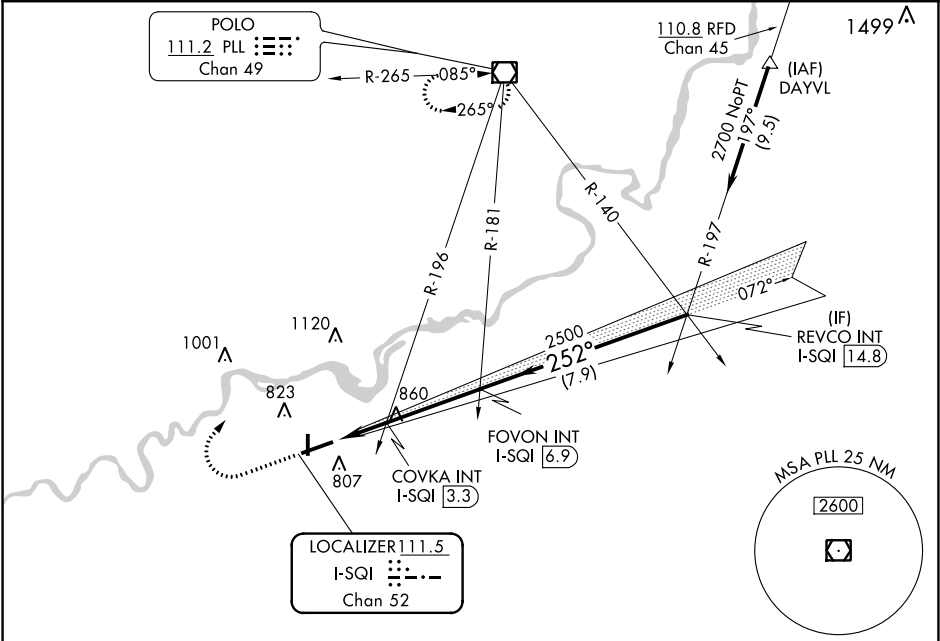 POLO
111.2 PLL
Chan 49
R-265
085°
265°
110.8 RFD
Chan 45
1499
(IAF)
DAYVL
2700 NoPT
197°
(9.5)
R-140
R-181
R-196
R-197
072°
(IF)
REVCO INT
I-SQI 14.8
2500
252°
(7.9)
1120
1001
823
860
FOVON INT
I-SQI 6.9
COVKA INT
I-SQI 3.3
807
LOCALIZER 111.5
I-SQI
Chan 52
MSA PLL 25 NM
2600